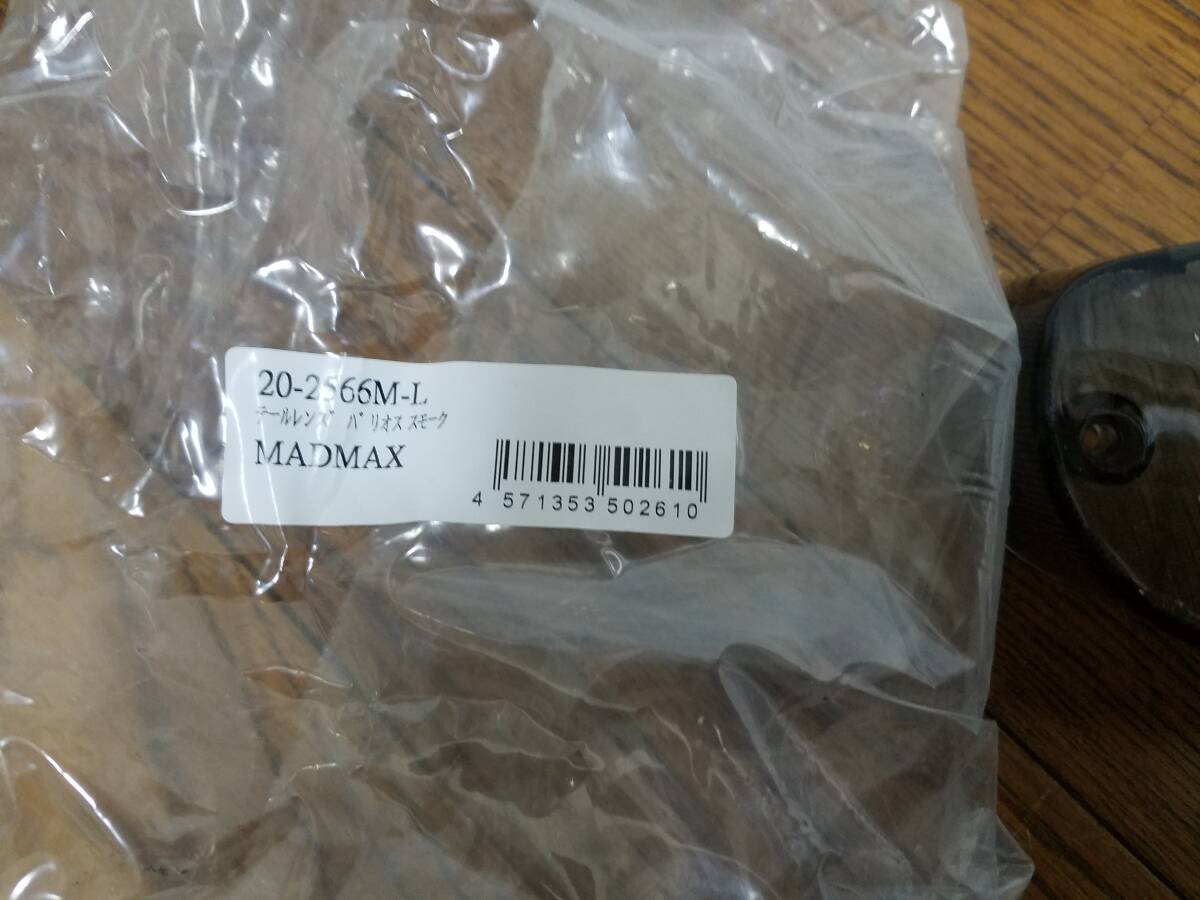 20-2566M-L
ﾃｰﾙﾚﾝｽﾞ ﾊﾞﾘｵｽ ｽﾓｰｸ
MADMAX
4 571353 502610